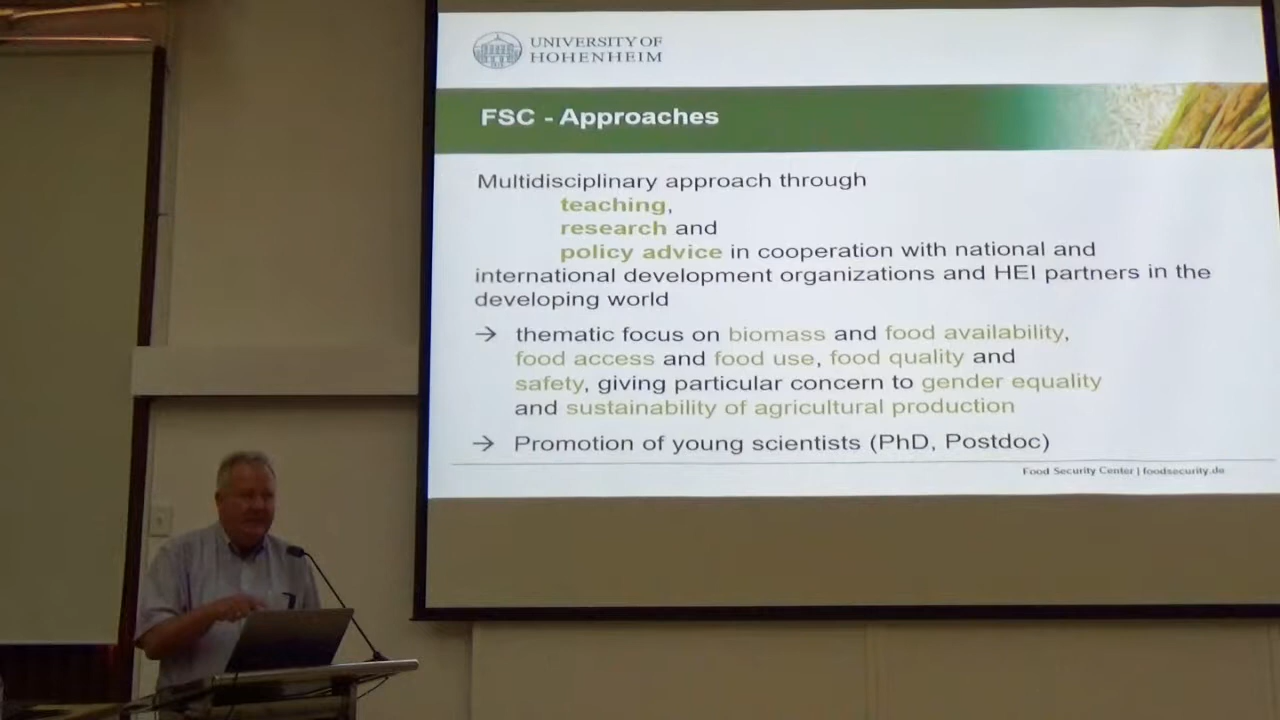 UNIVERSITY OF
HOHENHEIM
FSC - Approaches
Multidisciplinary approach through
teaching,
research and
policy advice in cooperation with national and
international development organizations and HEI partners in the
developing world
→ thematic focus on biomass and food availability,
food access and food use, food quality and
safety, giving particular concern to gender equality
and sustainability of agricultural production
→ Promotion of young scientists (PhD, Postdoc)
Food Security Center | foodsecurity.de